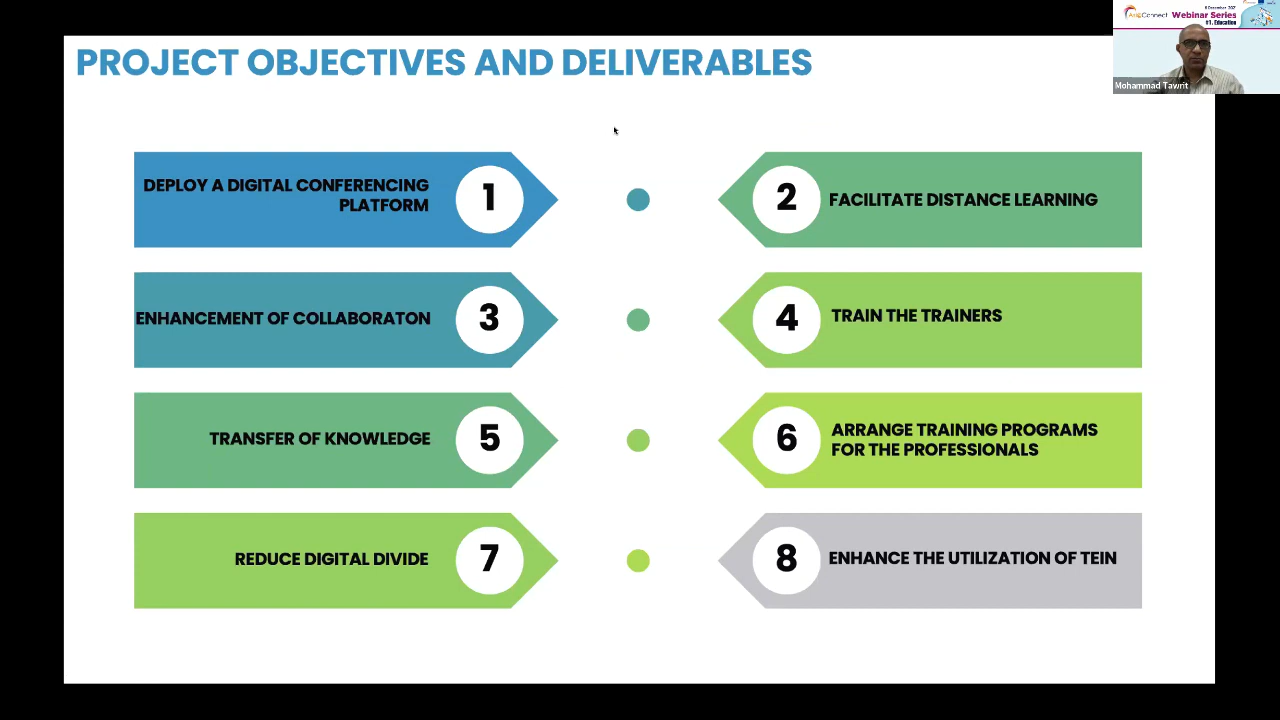 PROJECT OBJECTIVES AND DELIVERABLES
Webinar Series
#1. Education
Mohammad Tawrit
DEPLOY A DIGITAL CONFERENCING
PLATFORM
1
2
FACILITATE DISTANCE LEARNING
ENHANCEMENT OF COLLABORATON
3
4
TRAIN THE TRAINERS
TRANSFER OF KNOWLEDGE
5
6
ARRANGE TRAINING PROGRAMS
FOR THE PROFESSIONALS
REDUCE DIGITAL DIVIDE
7
8
ENHANCE THE UTILIZATION OF TEIN